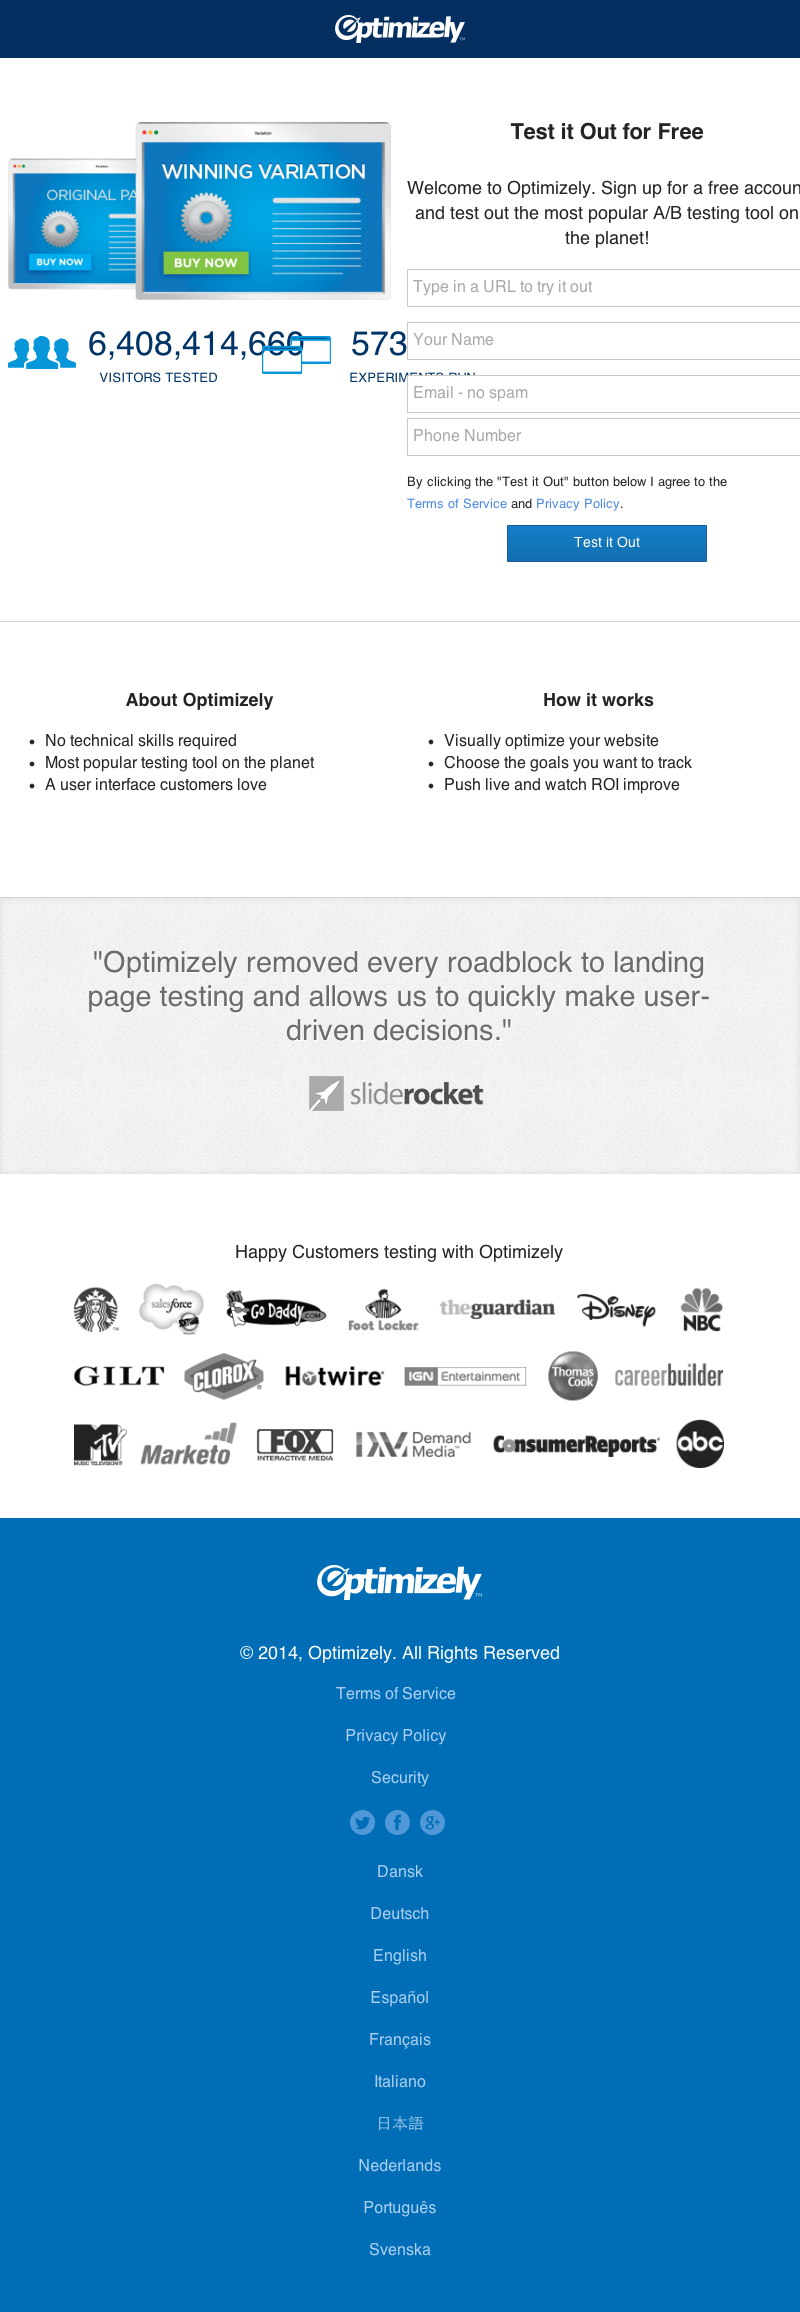 Optimizely
Test it Out for Free
Variation
Variation
WINNING VARIATION
ORIGINAL PA
BUY NOW
BUY NOW
Welcome to Optimizely. Sign up for a free accoun
and test out the most popular A/B testing tool on
the planet!
Type in a URL to try it out
6,408,414,660
VISITORS TESTED
573
EXPERIMENTS RUN
Your Name
Email - no spam
Phone Number
By clicking the "Test it Out" button below I agree to the
Terms of Service and Privacy Policy.
Test it Out
About Optimizely
• No technical skills required
• Most popular testing tool on the planet
• A user interface customers love
How it works
• Visually optimize your website
• Choose the goals you want to track
• Push live and watch ROI improve
"Optimizely removed every roadblock to landing
page testing and allows us to quickly make user-
driven decisions."
sliderocket
Happy Customers testing with Optimizely
salesforce
Go Daddy.COM
Foot Locker
theguardian
DISNEY
NBC
GILT
CLOROX
Hotwire
IGN Entertainment
Thomas
Cook
careerbuilder
MTV
MUSIC TELEVISION
Marketo
FOX
INTERACTIVE MEDIA
Demand
Media™
ConsumerReports
abc
Optimizely™
© 2014, Optimizely. All Rights Reserved
Terms of Service
Privacy Policy
Security
Dansk
Deutsch
English
Español
Français
Italiano
日本語
Nederlands
Português
Svenska